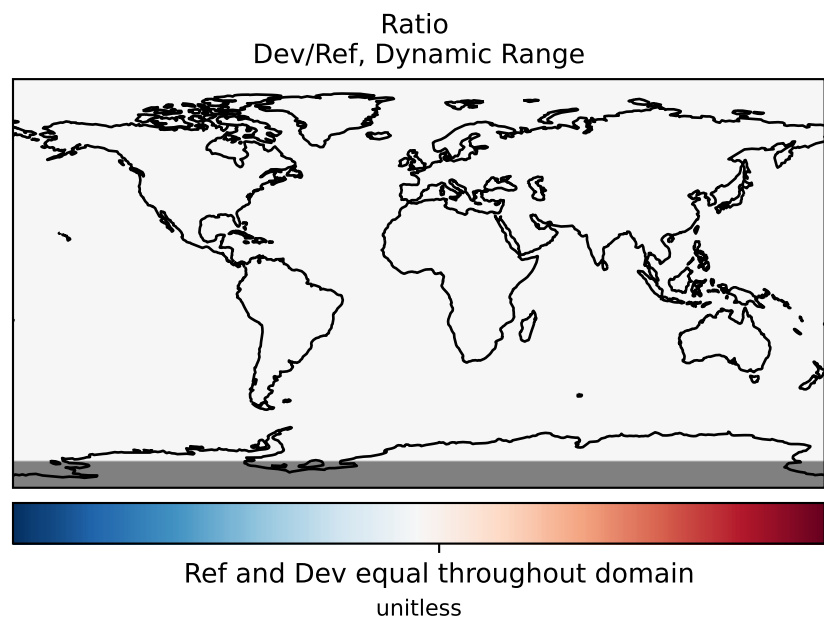 Ratio
Dev/Ref, Dynamic Range
Ref and Dev equal throughout domain
unitless